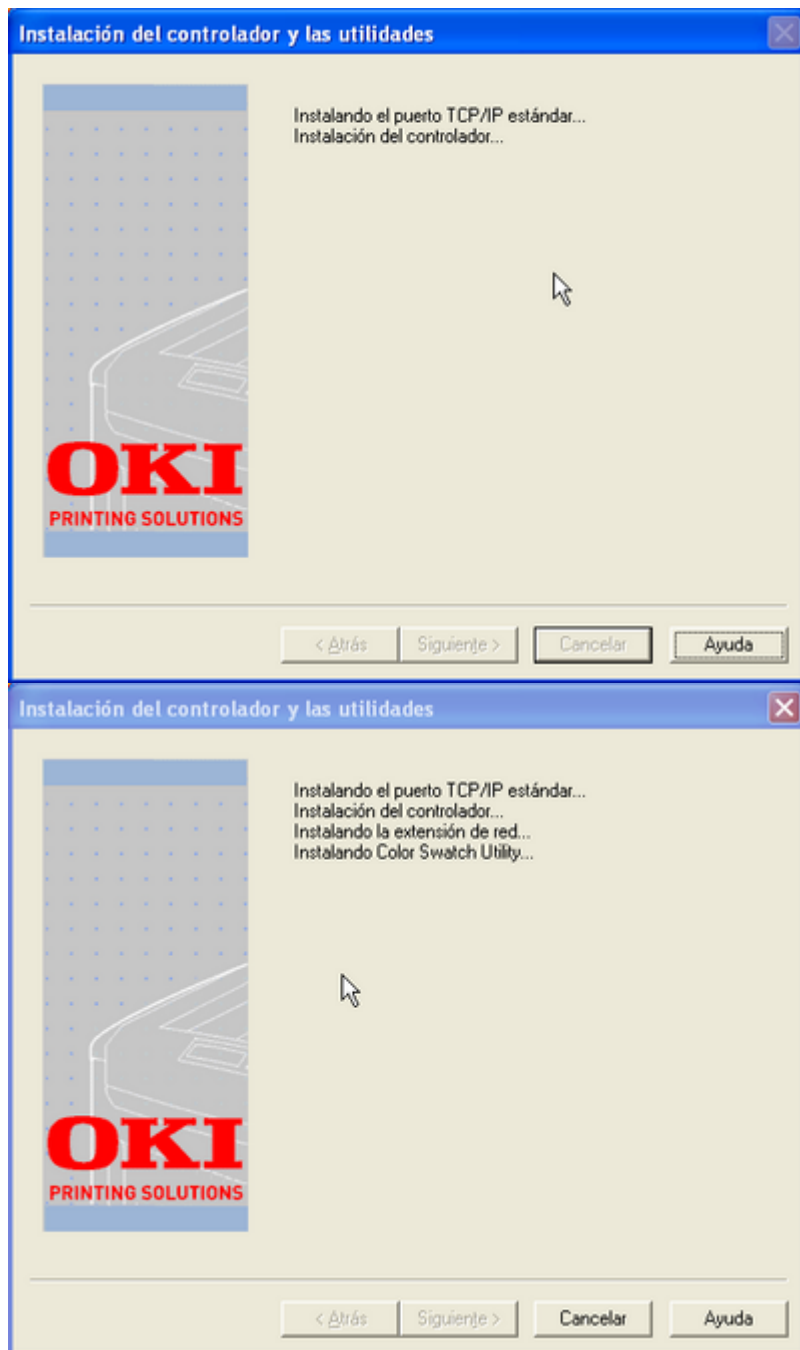 Instalación del controlador y las utilidades
Instalando el puerto TCP/IP estándar...
Instalación del controlador...
OKI
PRINTING SOLUTIONS
< Atrás
Siguiente >
Cancelar
Ayuda
Instalación del controlador y las utilidades
Instalando el puerto TCP/IP estándar...
Instalación del controlador...
Instalando la extensión de red...
Instalando Color Swatch Utility...
OKI
PRINTING SOLUTIONS
< Atrás
Siguiente >
Cancelar
Ayuda